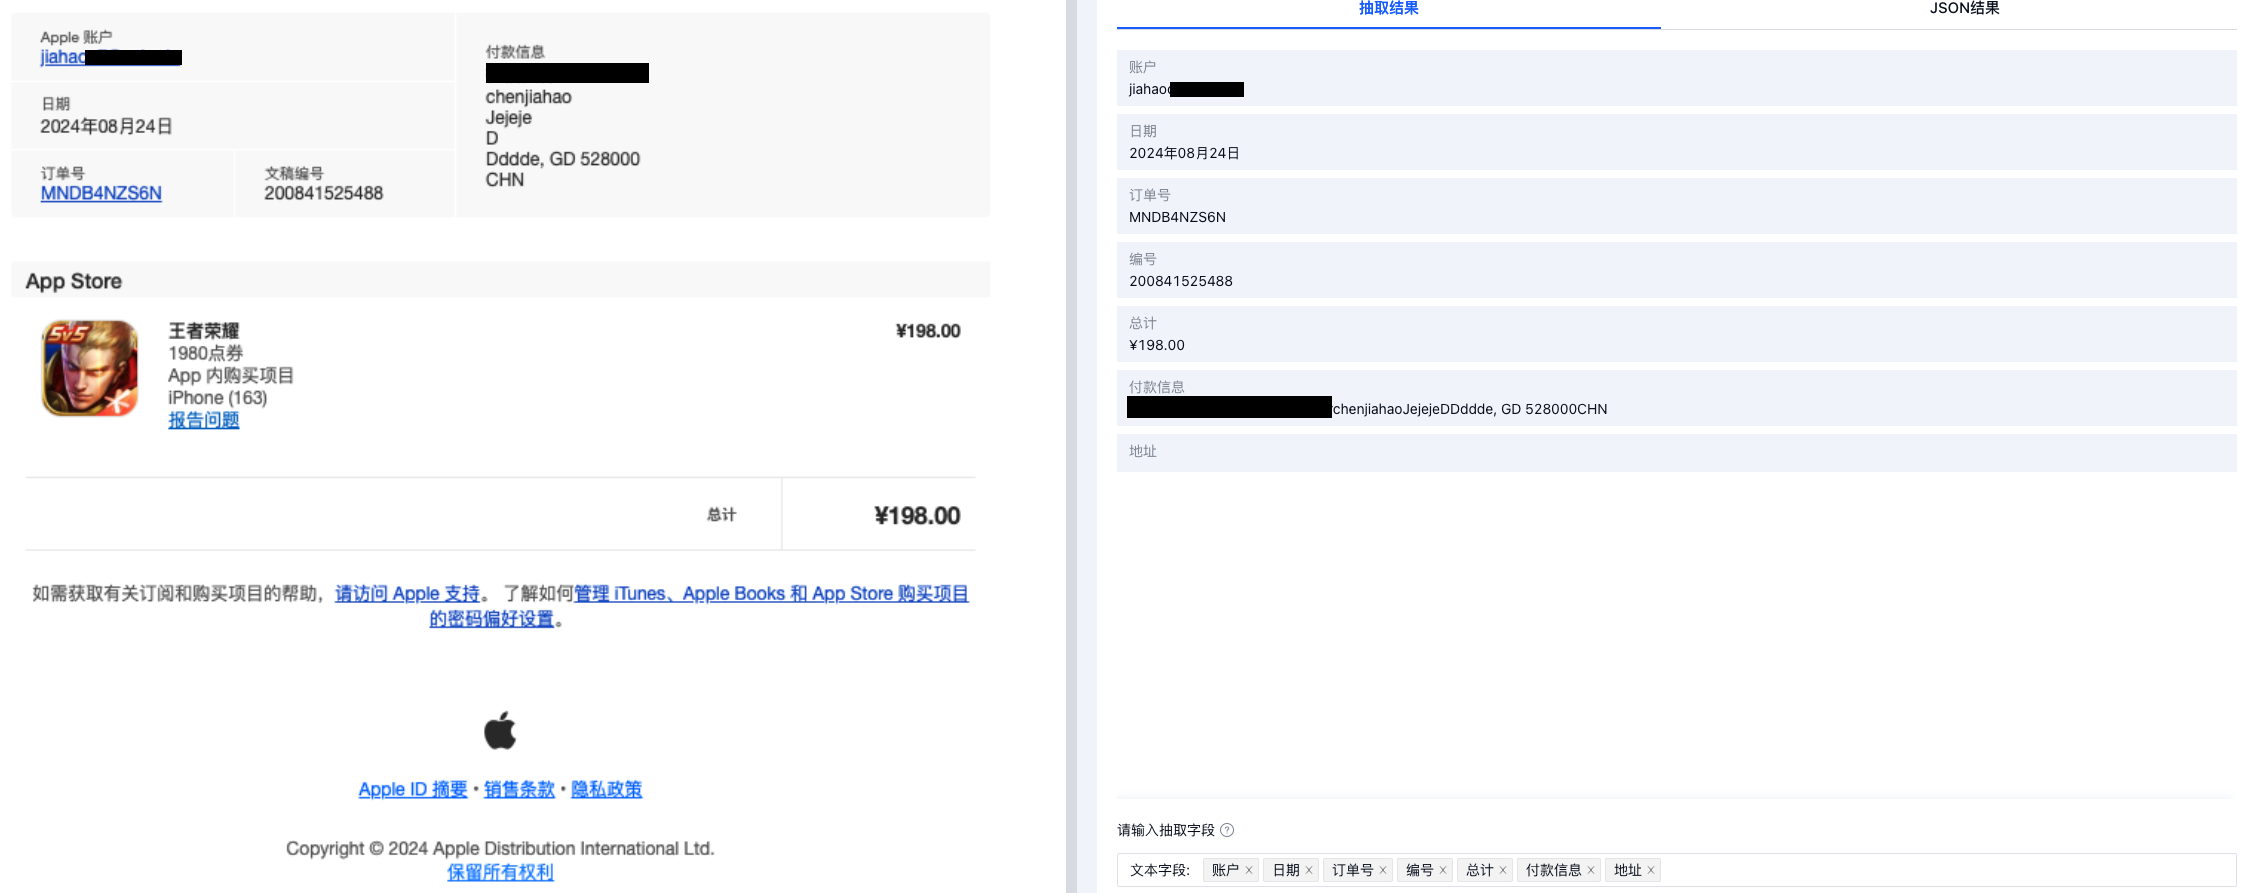 Apple 账户
jiahao
日期
2024年08月24日
订单号
MNDB4NZS6N
文稿编号
200841525488
付款信息
chenjiahao
Jejeje
D
Dddde, GD 528000
CHN
App Store
5v5
王者荣耀
1980点券
App 内购买项目
iPhone (163)
报告问题
¥198.00
总计
¥198.00
如需获取有关订阅和购买项目的帮助，请访问 Apple 支持。 了解如何管理 iTunes、Apple Books 和 App Store 购买项目
的密码偏好设置。
Apple ID 摘要 • 销售条款 • 隐私政策
Copyright © 2024 Apple Distribution International Ltd.
保留所有权利
抽取结果
JSON结果
账户
jiahao
日期
2024年08月24日
订单号
MNDB4NZS6N
编号
200841525488
总计
¥198.00
付款信息
chenjiahaoJejejeDDddde, GD 528000CHN
地址
请输入抽取字段 ?
文本字段: 账户 × 日期 × 订单号 × 编号 × 总计 × 付款信息 × 地址 ×